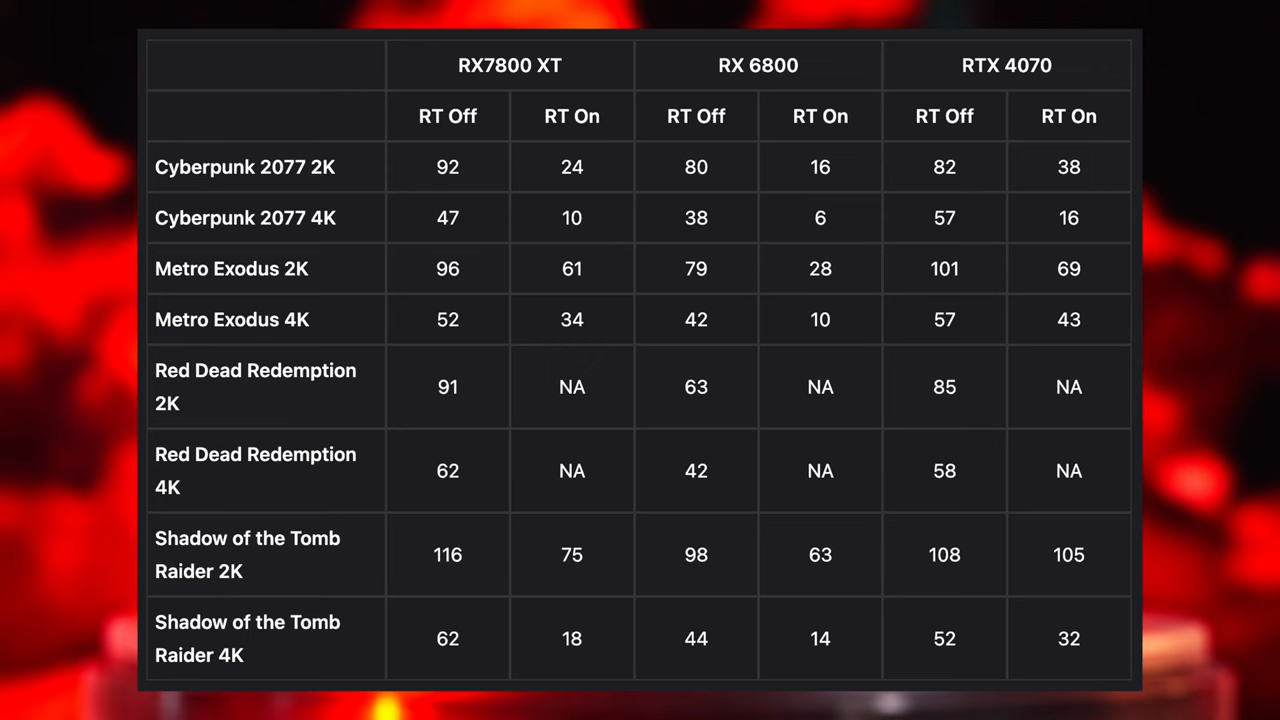 RX7800 XT RX 6800 RTX 4070
RT Off RT On RT Off RT On RT Off RT On
Cyberpunk 2077 2K 92 24 80 16 82 38
Cyberpunk 2077 4K 47 10 38 6 57 16
Metro Exodus 2K 96 61 79 28 101 69
Metro Exodus 4K 52 34 42 10 57 43
Red Dead Redemption
2K 91 NA 63 NA 85 NA
Red Dead Redemption
4K 62 NA 42 NA 58 NA
Shadow of the Tomb
Raider 2K 116 75 98 63 108 105
Shadow of the Tomb
Raider 4K 62 18 44 14 52 32